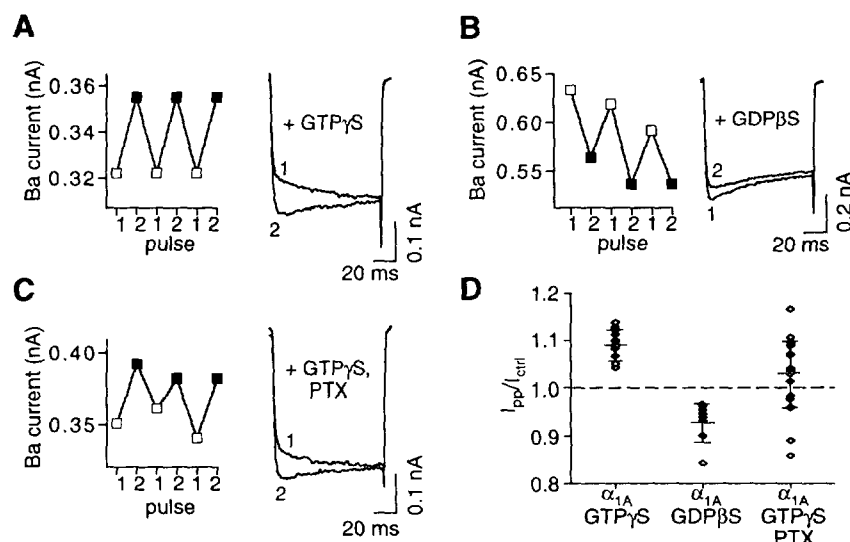 A
Ba current (nA)
0.36
0.34
0.32
1 2 1 2 1 2
pulse
+ GTPγS
1
2
0.1 nA
20 ms
B
Ba current (nA)
0.65
0.60
0.55
1 2 1 2 1 2
pulse
+ GDPβS
2
1
0.2 nA
20 ms
C
Ba current (nA)
0.40
0.35
1 2 1 2 1 2
pulse
+ GTPγS,
PTX
1
2
0.1 nA
20 ms
D
Ipp/Ictrl
1.2
1.1
1.0
0.9
0.8
α1A
GTPγS
α1A
GDPβS
α1A
GTPγS
PTX